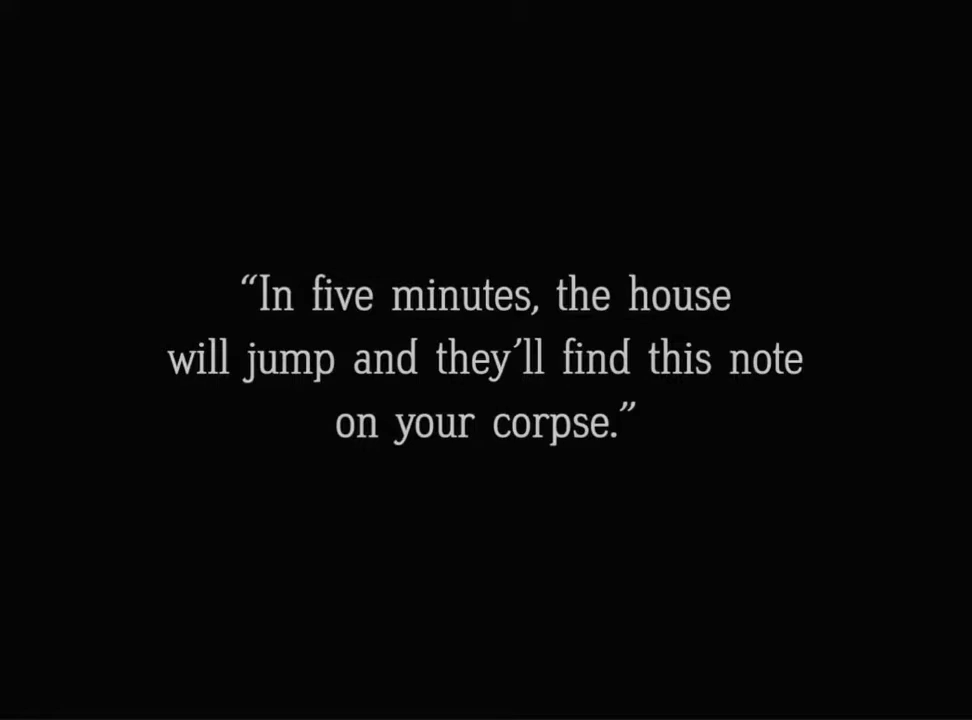 “In five minutes, the house
will jump and they’ll find this note
on your corpse.”